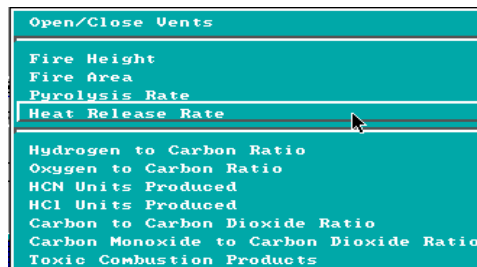 Open/Close Vents
Fire Height
Fire Area
Pyrolysis Rate
Heat Release Rate
Hydrogen to Carbon Ratio
Oxygen to Carbon Ratio
HCN Units Produced
HCl Units Produced
Carbon to Carbon Dioxide Ratio
Carbon Monoxide to Carbon Dioxide Ratio
Toxic Combustion Products